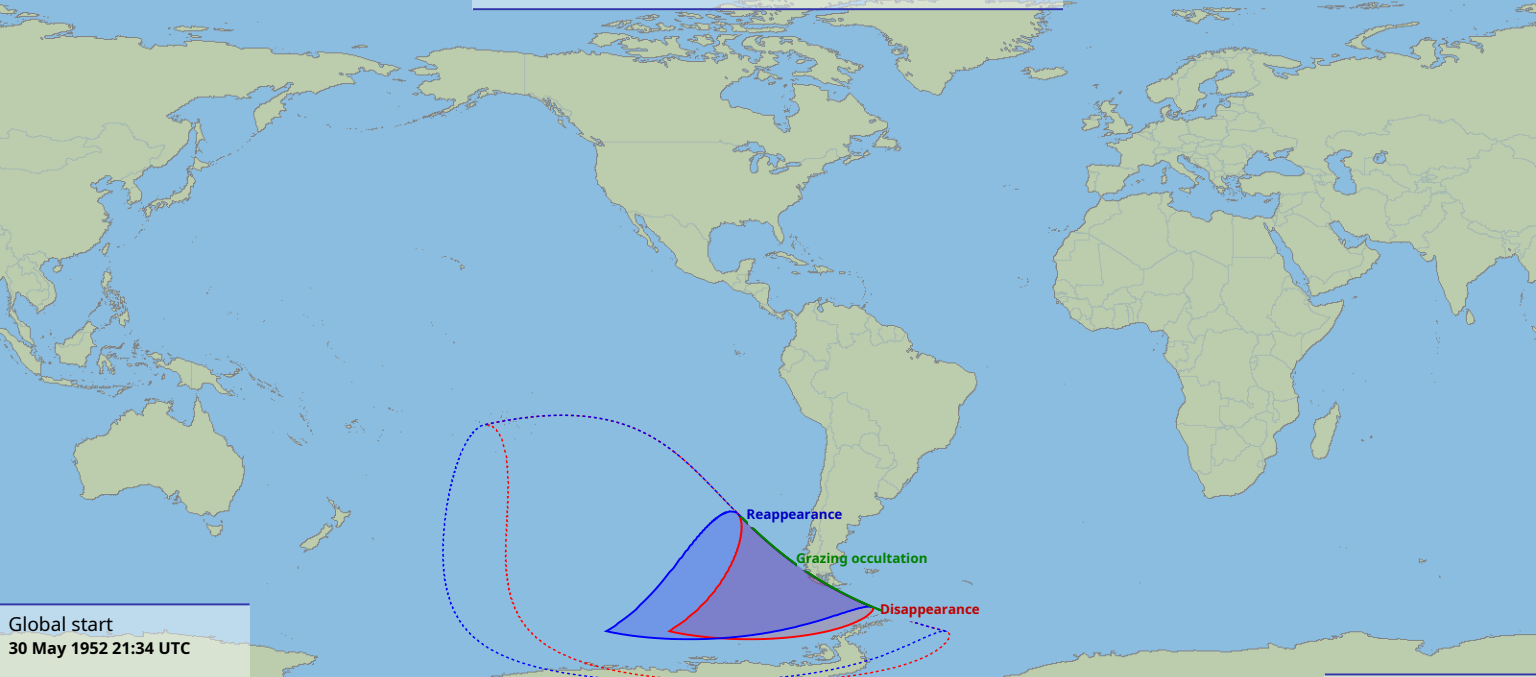 Reappearance
Grazing occultation
Disappearance
Global start
30 May 1952 21:34 UTC